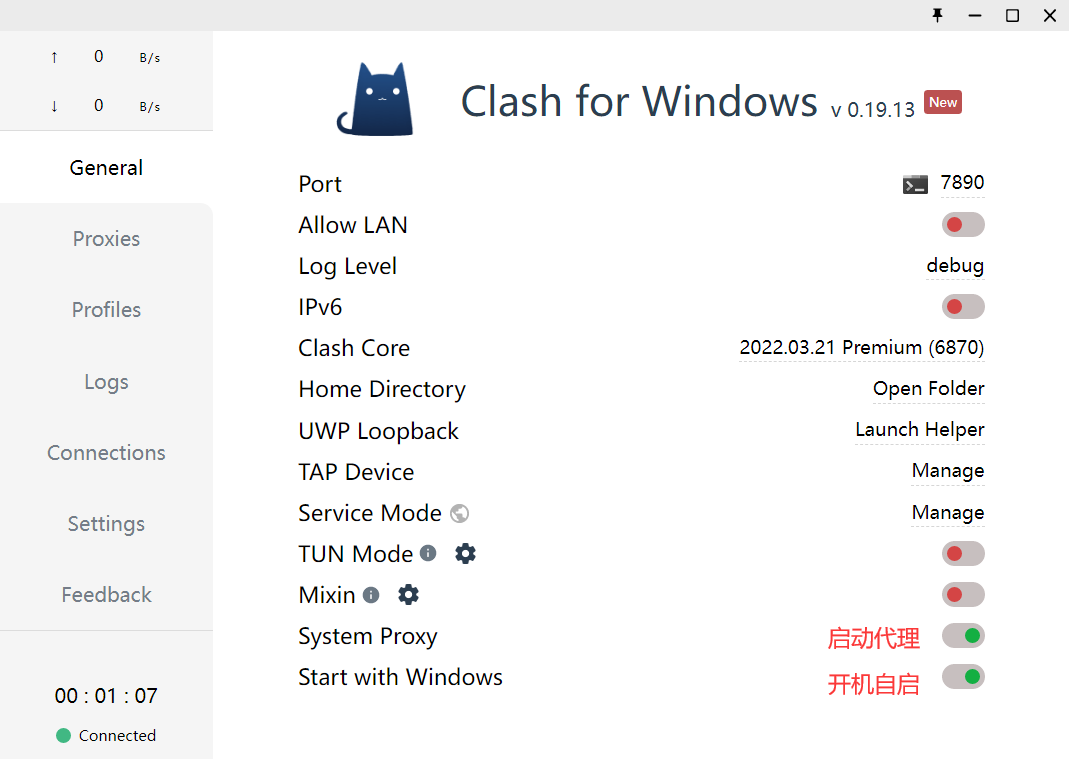 ↑ 0 B/s
↓ 0 B/s
General
Proxies
Profiles
Logs
Connections
Settings
Feedback
00 : 01 : 07
Connected
Clash for Windows v 0.19.13 New
Port 7890
Allow LAN
Log Level debug
IPv6
Clash Core 2022.03.21 Premium (6870)
Home Directory Open Folder
UWP Loopback Launch Helper
TAP Device Manage
Service Mode Manage
TUN Mode
Mixin
System Proxy 启动代理
Start with Windows 开机自启